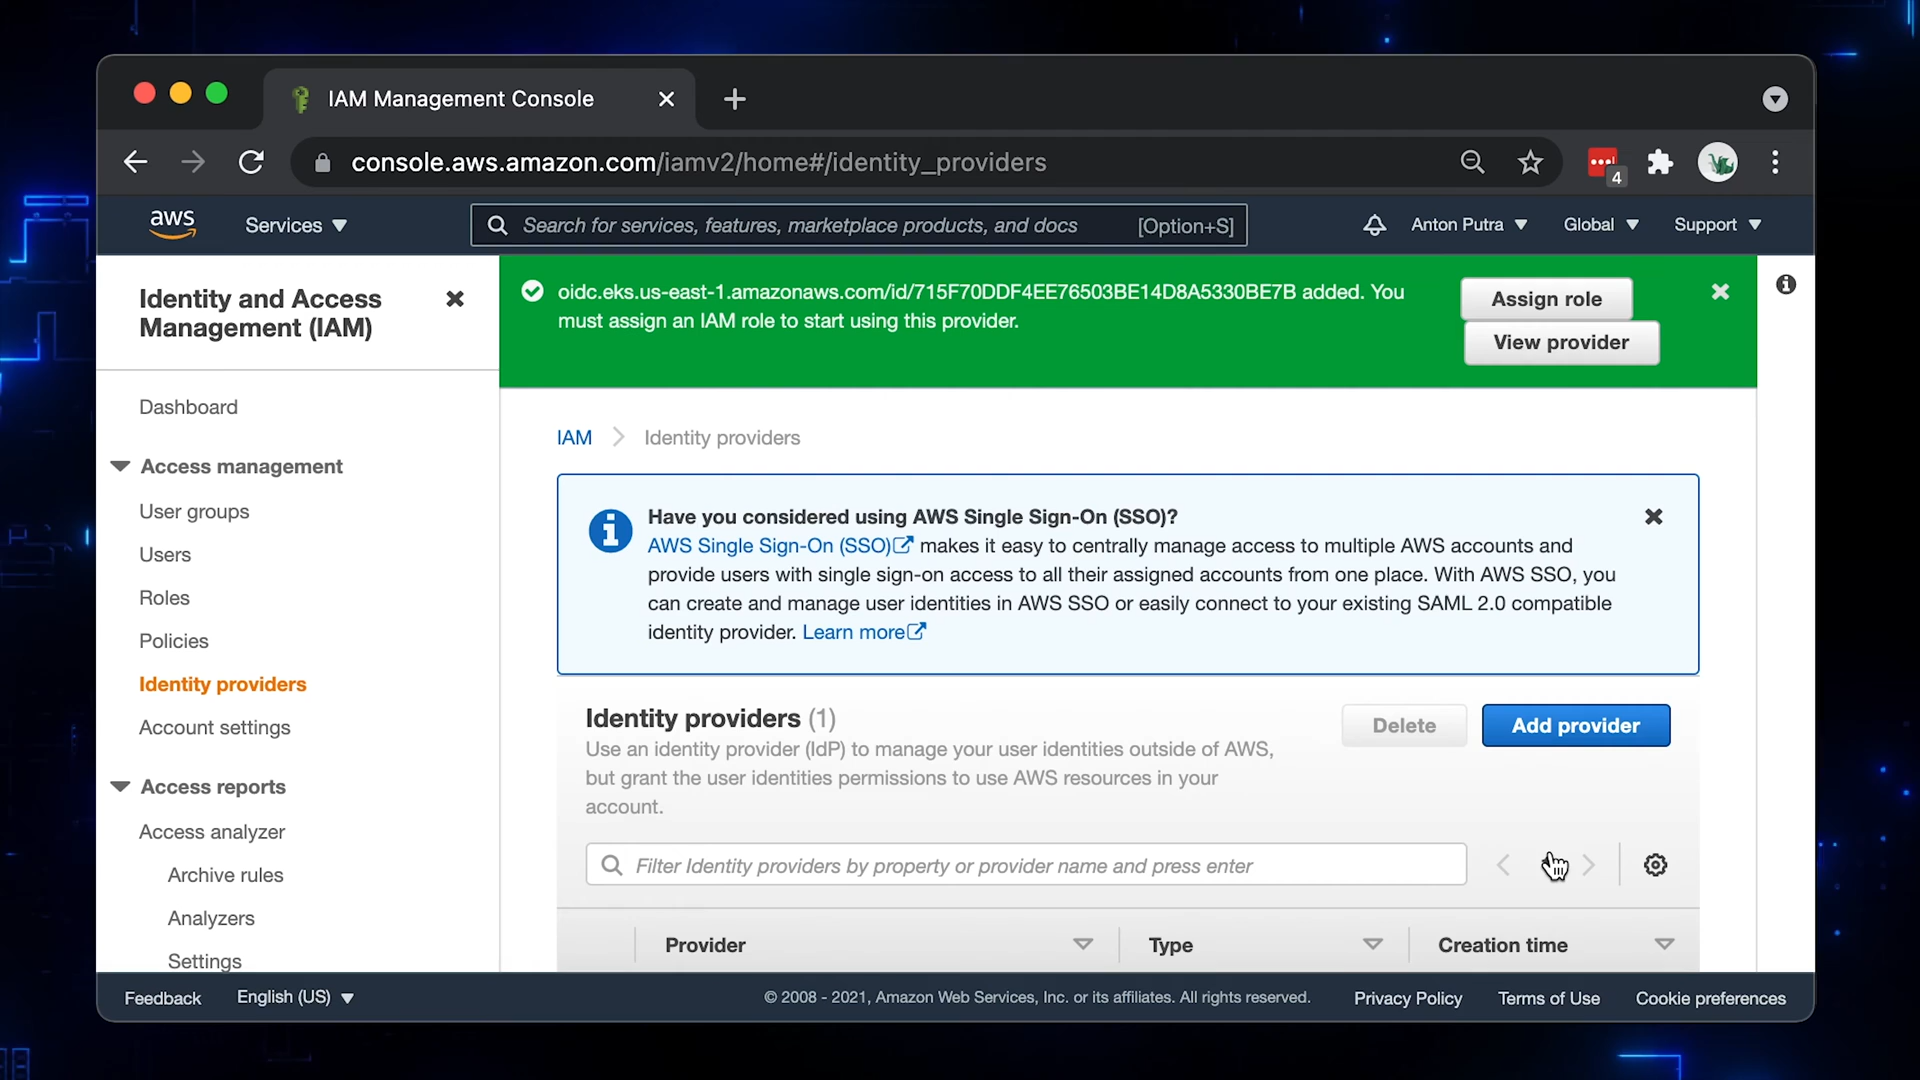 IAM Management Console
console.aws.amazon.com/iamv2/home#/identity_providers
4
aws
Services
Search for services, features, marketplace products, and docs
[Option+S]
Anton Putra
Global
Support
Identity and Access
Management (IAM)
Dashboard
Access management
User groups
Users
Roles
Policies
Identity providers
Account settings
Access reports
Access analyzer
Archive rules
Analyzers
Settings
oidc.eks.us-east-1.amazonaws.com/id/715F70DDF4EE76503BE14D8A5330BE7B added. You
must assign an IAM role to start using this provider.
Assign role
View provider
IAM
Identity providers
Have you considered using AWS Single Sign-On (SSO)?
AWS Single Sign-On (SSO) makes it easy to centrally manage access to multiple AWS accounts and
provide users with single sign-on access to all their assigned accounts from one place. With AWS SSO, you
can create and manage user identities in AWS SSO or easily connect to your existing SAML 2.0 compatible
identity provider. Learn more
Identity providers (1)
Use an identity provider (IdP) to manage your user identities outside of AWS,
but grant the user identities permissions to use AWS resources in your
account.
Delete
Add provider
Filter Identity providers by property or provider name and press enter
Provider
Type
Creation time
Feedback
English (US)
© 2008 - 2021, Amazon Web Services, Inc. or its affiliates. All rights reserved.
Privacy Policy
Terms of Use
Cookie preferences